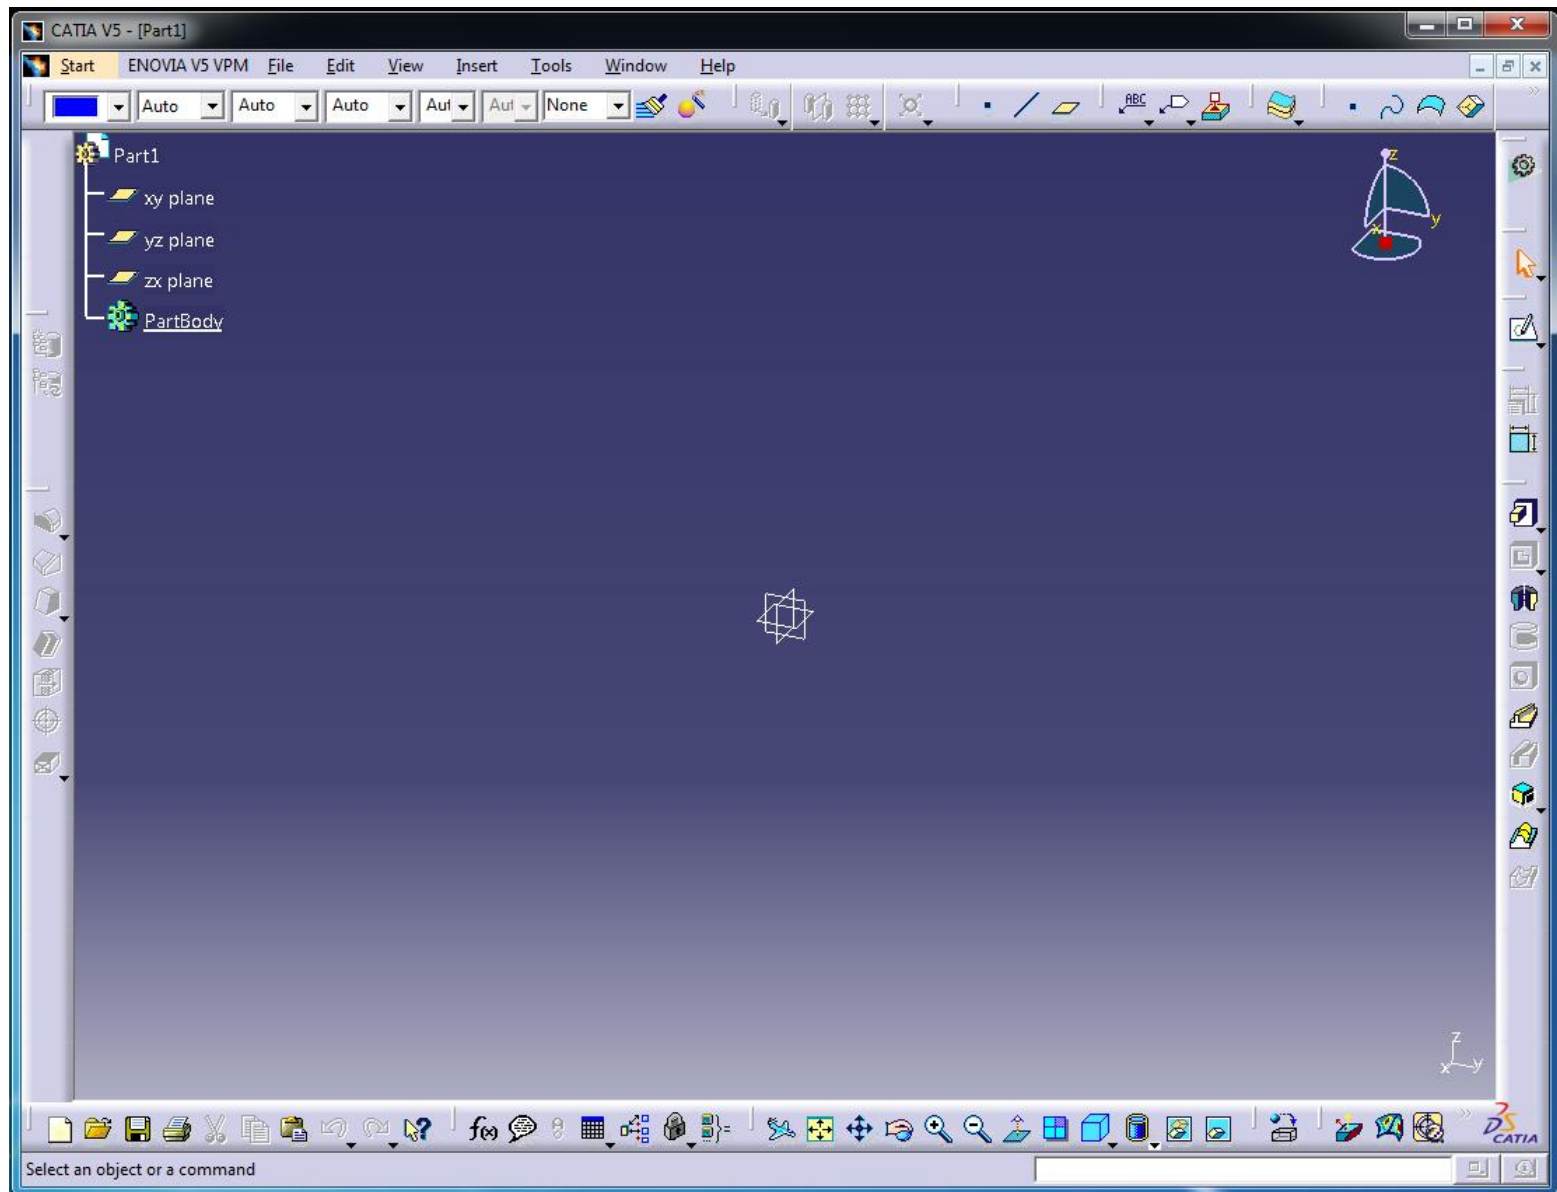 CATIA V5 - [Part1]
Start ENOVIA V5 VPM File Edit View Insert Tools Window Help
Auto Auto Auto Aut Aut None ABC
Part1
xy plane
yz plane
zx plane
PartBody
z
y
x
z
x y
f(x) ? CATIA
Select an object or a command